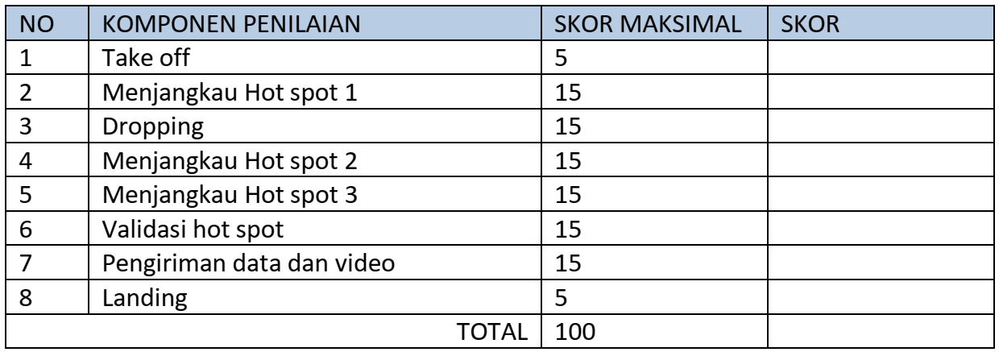 NO KOMPONEN PENILAIAN SKOR MAKSIMAL SKOR
1 Take off 5
2 Menjangkau Hot spot 1 15
3 Dropping 15
4 Menjangkau Hot spot 2 15
5 Menjangkau Hot spot 3 15
6 Validasi hot spot 15
7 Pengiriman data dan video 15
8 Landing 5
TOTAL 100